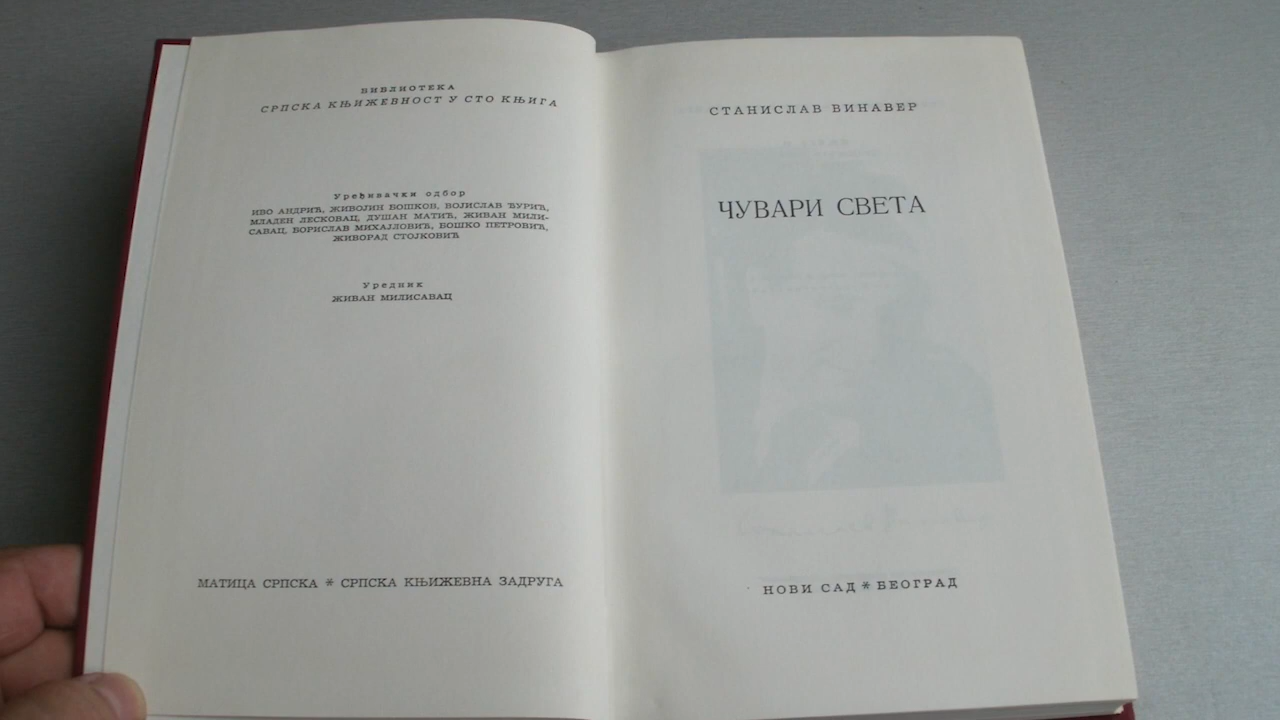 БИБЛИОТЕКА
СРПСКА КЊИЖЕВНОСТ У СТО КЊИГА
Уређивачки одбор
ИВО АНДРИЋ, ЖИВОЈИН БОШКОВ, ВОЈИСЛАВ ЂУРИЋ,
МЛАДЕН ЛЕСКОВАЦ, ДУШАН МАТИЋ, ЖИВАН МИЛИ-
САВАЦ, БОРИСЛАВ МИХАЈЛОВИЋ, БОШКО ПЕТРОВИЋ,
ЖИВОРАД СТОЈКОВИЋ
Уредник
ЖИВАН МИЛИСАВАЦ
МАТИЦА СРПСКА * СРПСКА КЊИЖЕВНА ЗАДРУГА
СТАНИСЛАВ ВИНАВЕР
ЧУВАРИ СВЕТА
НОВИ САД * БЕОГРАД